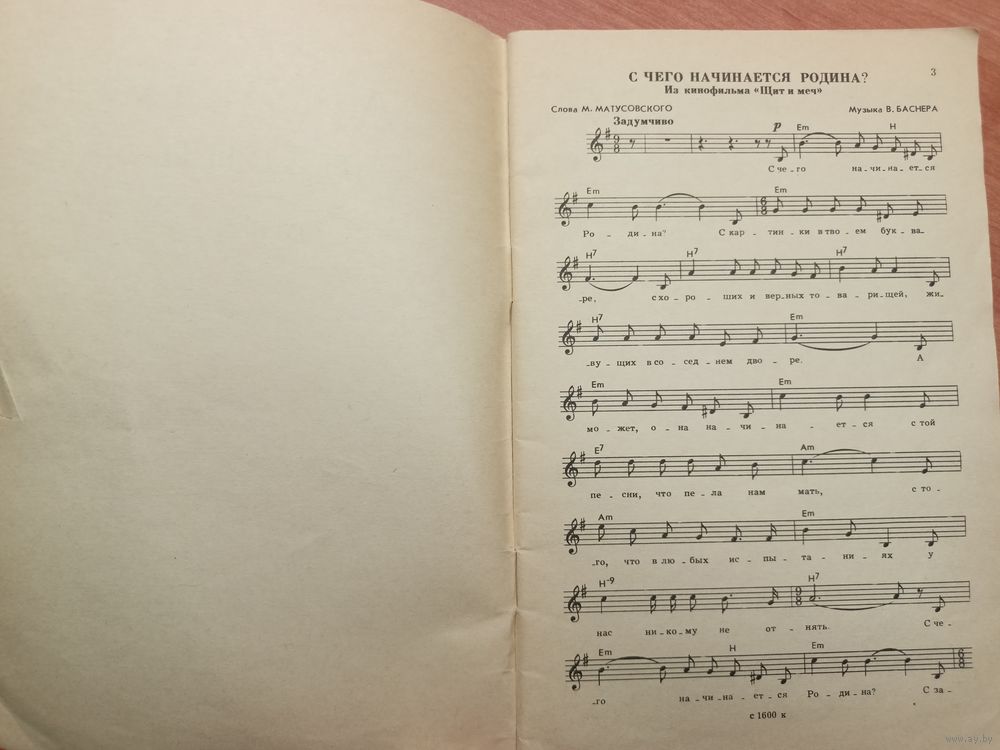 3
С ЧЕГО НАЧИНАЕТСЯ РОДИНА?
Из кинофильма «Щит и меч»
Слова М. МАТУСОВСКОГО Музыка В. БАСНЕРА
Задумчиво
p Em H
С че - го на - чи - на - ется
Em Em
Ро - ди - на? С кар - тин - ки в тво - ем бук - ва -
H7 H7 H7
- ре, с хо - ро - ших и вер - ных то - ва - ри - щей, жи -
H7 Em
- ву - щих в со - сед - нем дво - ре. А
Em Em
мо - жет, о - на на - чи - на - ет - ся с той
E7 Am
пе - сни, что пе - ла нам мать, с то -
Am Em
- го, что в лю - бых ис - пы - та - ни - ях у
H-9 H7
нас ни - ко - му не от - нять. С че -
Em H Em
- го на - чи - на - ет - ся Ро - ди - на? С за -
с 1600 к
www.ay.by